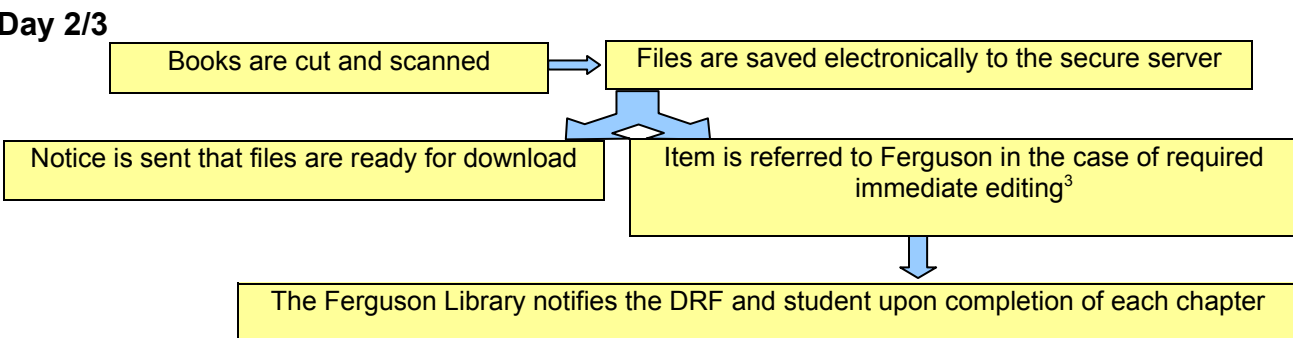 Day 2/3
Books are cut and scanned
Files are saved electronically to the secure server
Notice is sent that files are ready for download
Item is referred to Ferguson in the case of required
immediate editing3
The Ferguson Library notifies the DRF and student upon completion of each chapter